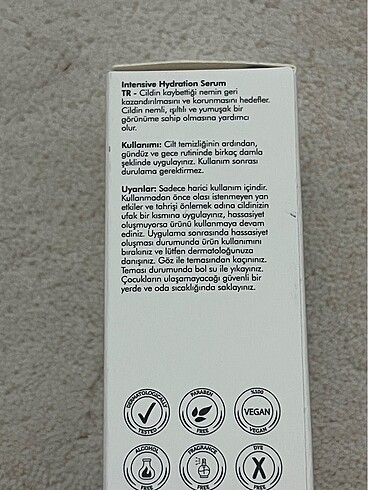 Intensive Hydration Serum
TR - Cildin kaybettiği nemin geri
kazandırılmasını ve korunmasını hedefler.
Cildin nemli, ışıltılı ve yumuşak bir
görünüme sahip olmasına yardımcı
olur.
Kullanımı: Cilt temizliğinin ardından,
gündüz ve gece rutininde birkaç damla
şeklinde uygulayınız. Kullanım sonrası
durulama gerektirmez.
Uyarılar: Sadece harici kullanım içindir.
Kullanmadan önce olası istenmeyen yan
etkiler ve tahrişi önlemek adına cildinizin
ufak bir kısmına uygulayınız, hassasiyet
oluşmuyorsa ürünü kullanmaya devam
ediniz. Uygulama sonrasında hassasiyet
oluşması durumunda ürün kullanımını
bırakınız ve lütfen dermatoloğunuza
danışınız. Göz ile temasından kaçınınız.
Teması durumunda bol su ile yıkayınız.
Çocukların ulaşamayacağı güvenli bir
yerde ve oda sıcaklığında saklayınız.
DERMATOLOGICALLY
TESTED
PARABEN
FREE
%100
VEGAN
VEGAN
ALCOHOL
FREE
FRAGRANCE
FREE
DYE
X
FREE